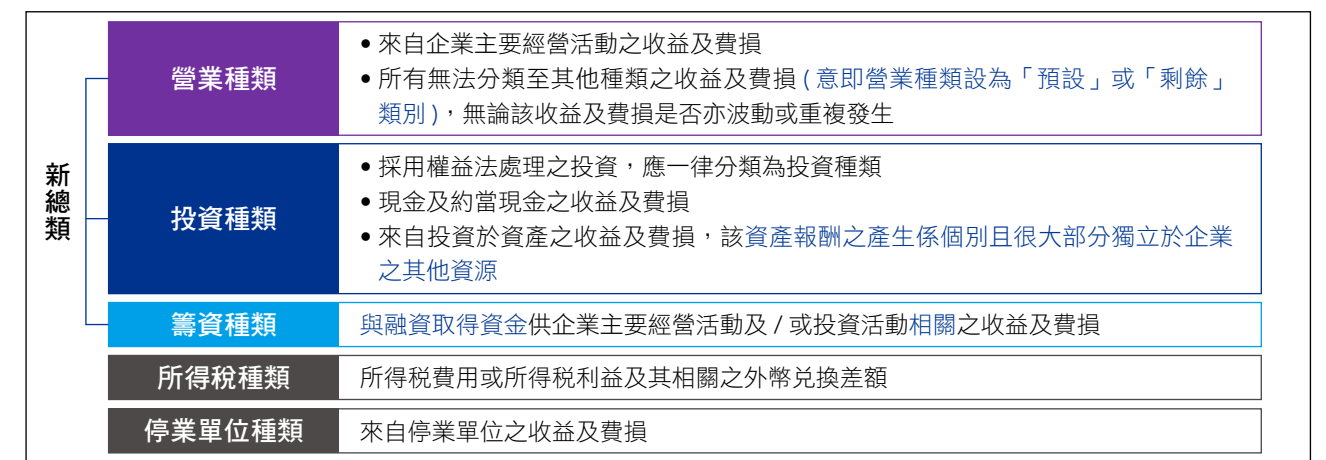 新總類
營業種類
• 來自企業主要經營活動之收益及費損
• 所有無法分類至其他種類之收益及費損 ( 意即營業種類設為「預設」或「剩餘」
類別 )，無論該收益及費損是否亦波動或重複發生
投資種類
• 採用權益法處理之投資，應一律分類為投資種類
• 現金及約當現金之收益及費損
• 來自投資於資產之收益及費損，該資產報酬之產生係個別且很大部分獨立於企業
之其他資源
籌資種類
與融資取得資金供企業主要經營活動及 / 或投資活動相關之收益及費損
所得稅種類
所得稅費用或所得稅利益及其相關之外幣兌換差額
停業單位種類
來自停業單位之收益及費損